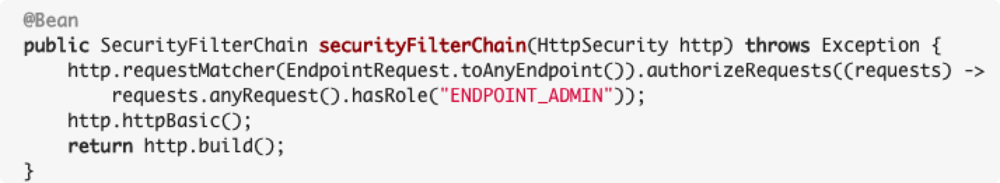 @Bean
public SecurityFilterChain securityFilterChain(HttpSecurity http) throws Exception {
    http.requestMatcher(EndpointRequest.toAnyEndpoint()).authorizeRequests((requests) ->
        requests.anyRequest().hasRole("ENDPOINT_ADMIN"));
    http.httpBasic();
    return http.build();
}